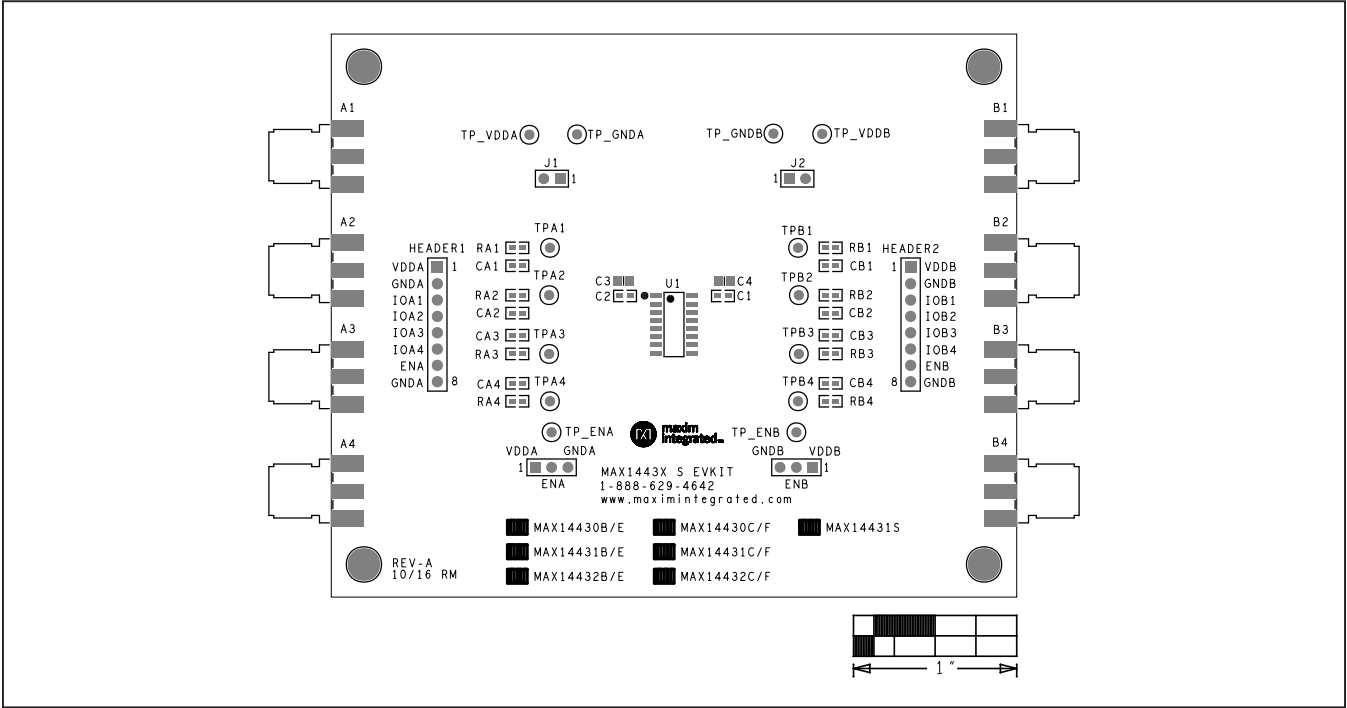 A1 B1
TP_VDDA TP_GNDA TP_GNDB TP_VDDB
J1 J2
1 1
A2 B2
TPA1 TPB1
HEADER1 RA1 RB1 HEADER2
VDDA 1 CA1 CB1 1 VDDB
TPA2 TPB2
GNDA C3 U1 C4 GNDB
IOA1 RA2 C2 C1 RB2 IOB1
IOA2 CA2 CB2 IOB2
A3 B3
IOA3 CA3 TPA3 TPB3 CB3 IOB3
IOA4 RA3 RB3 IOB4
ENA ENB
GNDA 8 CA4 TPA4 TPB4 CB4 8 GNDB
RA4 RB4
TP_ENA maxim integrated™ TP_ENB
A4 B4
VDDA GNDA GNDB VDDB
1 1
ENA ENB
MAX1443X S EVKIT
1-888-629-4642
www.maximintegrated.com
MAX14430B/E MAX14430C/F MAX14431S
MAX14431B/E MAX14431C/F
MAX14432B/E MAX14432C/F
REV-A
10/16 RM
1"